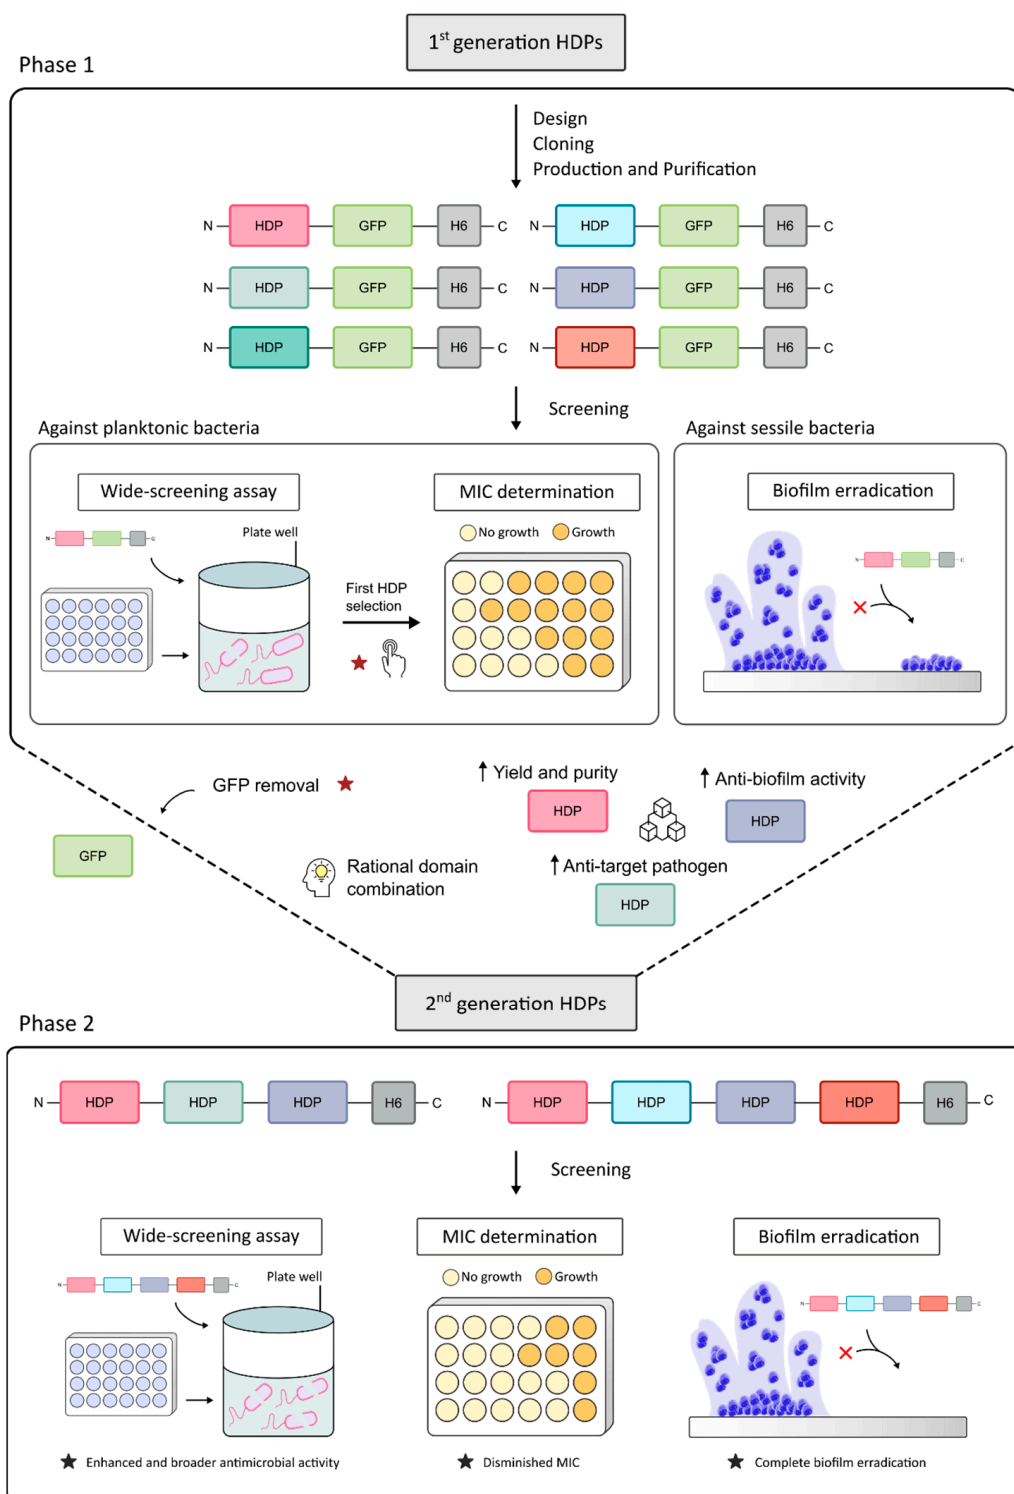 1st generation HDPs
Phase 1
Design
Cloning
Production and Purification
N HDP GFP H6 C
N HDP GFP H6 C
N HDP GFP H6 C
N HDP GFP H6 C
N HDP GFP H6 C
N HDP GFP H6 C
Screening
Against planktonic bacteria
Against sessile bacteria
Wide-screening assay
MIC determination
Biofilm erradication
N C
Plate well
No growth Growth
First HDP
selection
N C
GFP removal
GFP
Yield and purity
HDP
Anti-biofilm activity
HDP
Rational domain
combination
Anti-target pathogen
HDP
2nd generation HDPs
Phase 2
N HDP HDP HDP H6 C
N HDP HDP HDP HDP H6 C
Screening
Wide-screening assay
MIC determination
Biofilm erradication
N C
Plate well
No growth Growth
N C
Enhanced and broader antimicrobial activity
Disminished MIC
Complete biofilm erradication